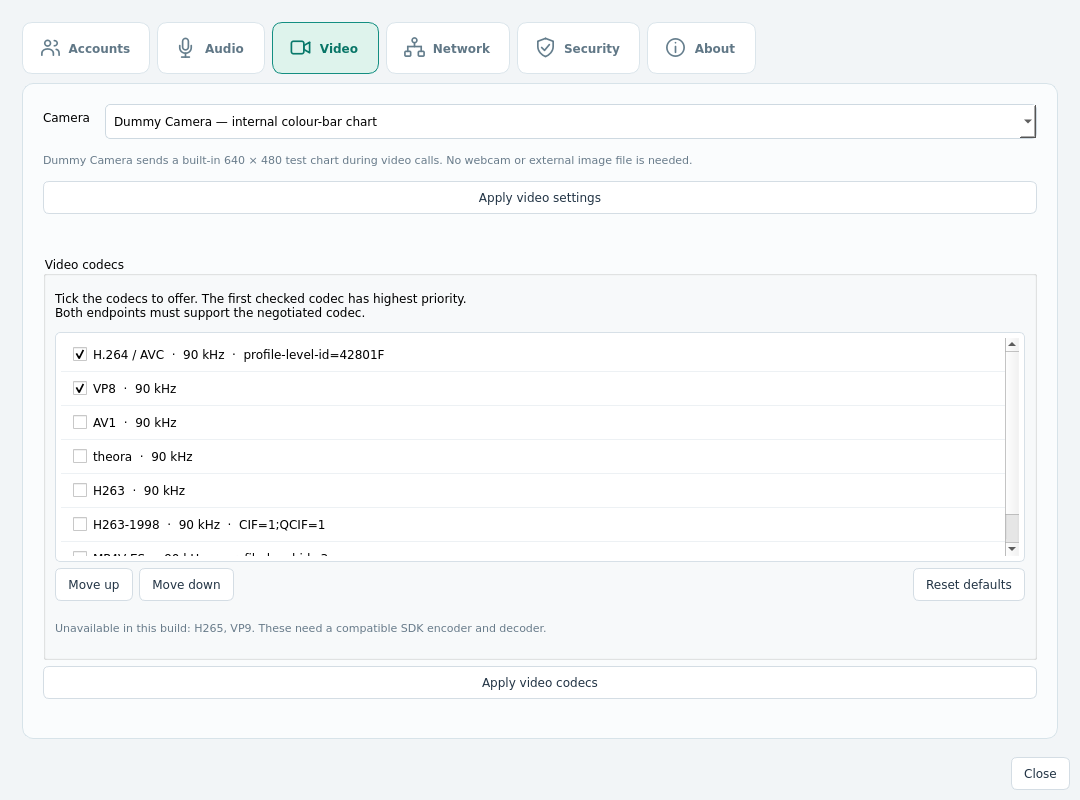 Accounts
Audio
Video
Network
Security
About
Camera
Dummy Camera — internal colour-bar chart
Dummy Camera sends a built-in 640 × 480 test chart during video calls. No webcam or external image file is needed.
Apply video settings
Video codecs
Tick the codecs to offer. The first checked codec has highest priority.
Both endpoints must support the negotiated codec.
H.264 / AVC · 90 kHz · profile-level-id=42801F
VP8 · 90 kHz
AV1 · 90 kHz
theora · 90 kHz
H263 · 90 kHz
H263-1998 · 90 kHz · CIF=1;QCIF=1
Move up
Move down
Reset defaults
Unavailable in this build: H265, VP9. These need a compatible SDK encoder and decoder.
Apply video codecs
Close